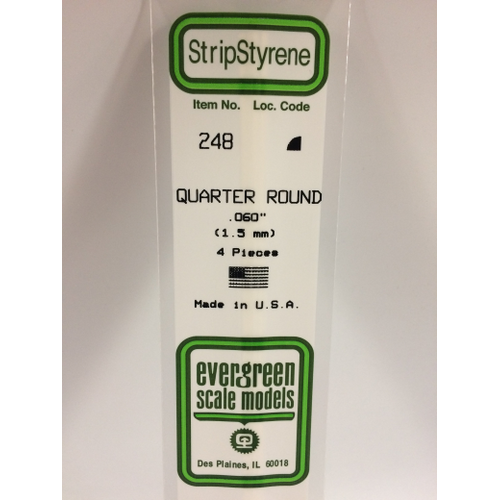 StripStyrene
Item No. Loc. Code
248
QUARTER ROUND
.060"
(1.5 mm)
4 Pieces
Made in U.S.A.
evergreen
scale models
Des Plaines, IL 60018